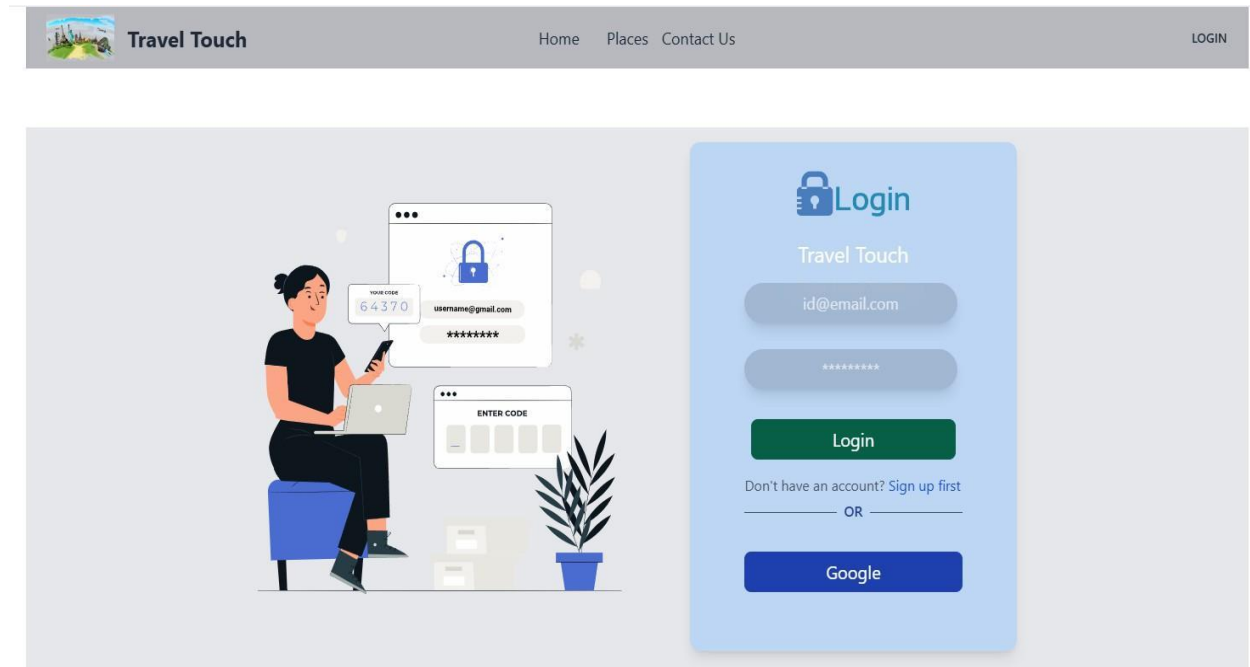 Travel Touch
Home Places Contact Us
LOGIN
YOUR CODE
64370
username@gmail.com
********
ENTER CODE
Login
Travel Touch
id@email.com
*********
Login
Don't have an account? Sign up first
OR
Google